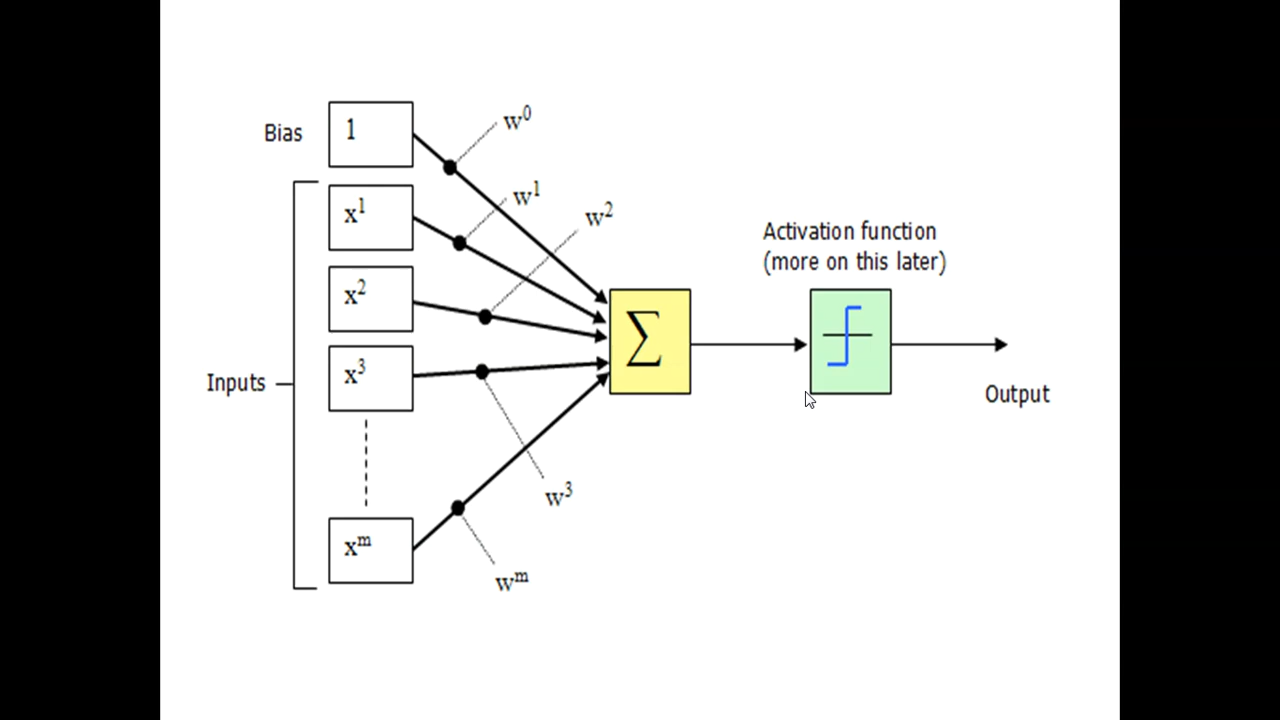 Bias
1
w⁰
x¹
w¹
x²
w²
Inputs
x³
w³
xᵐ
wᵐ
∑
Activation function
(more on this later)
Output